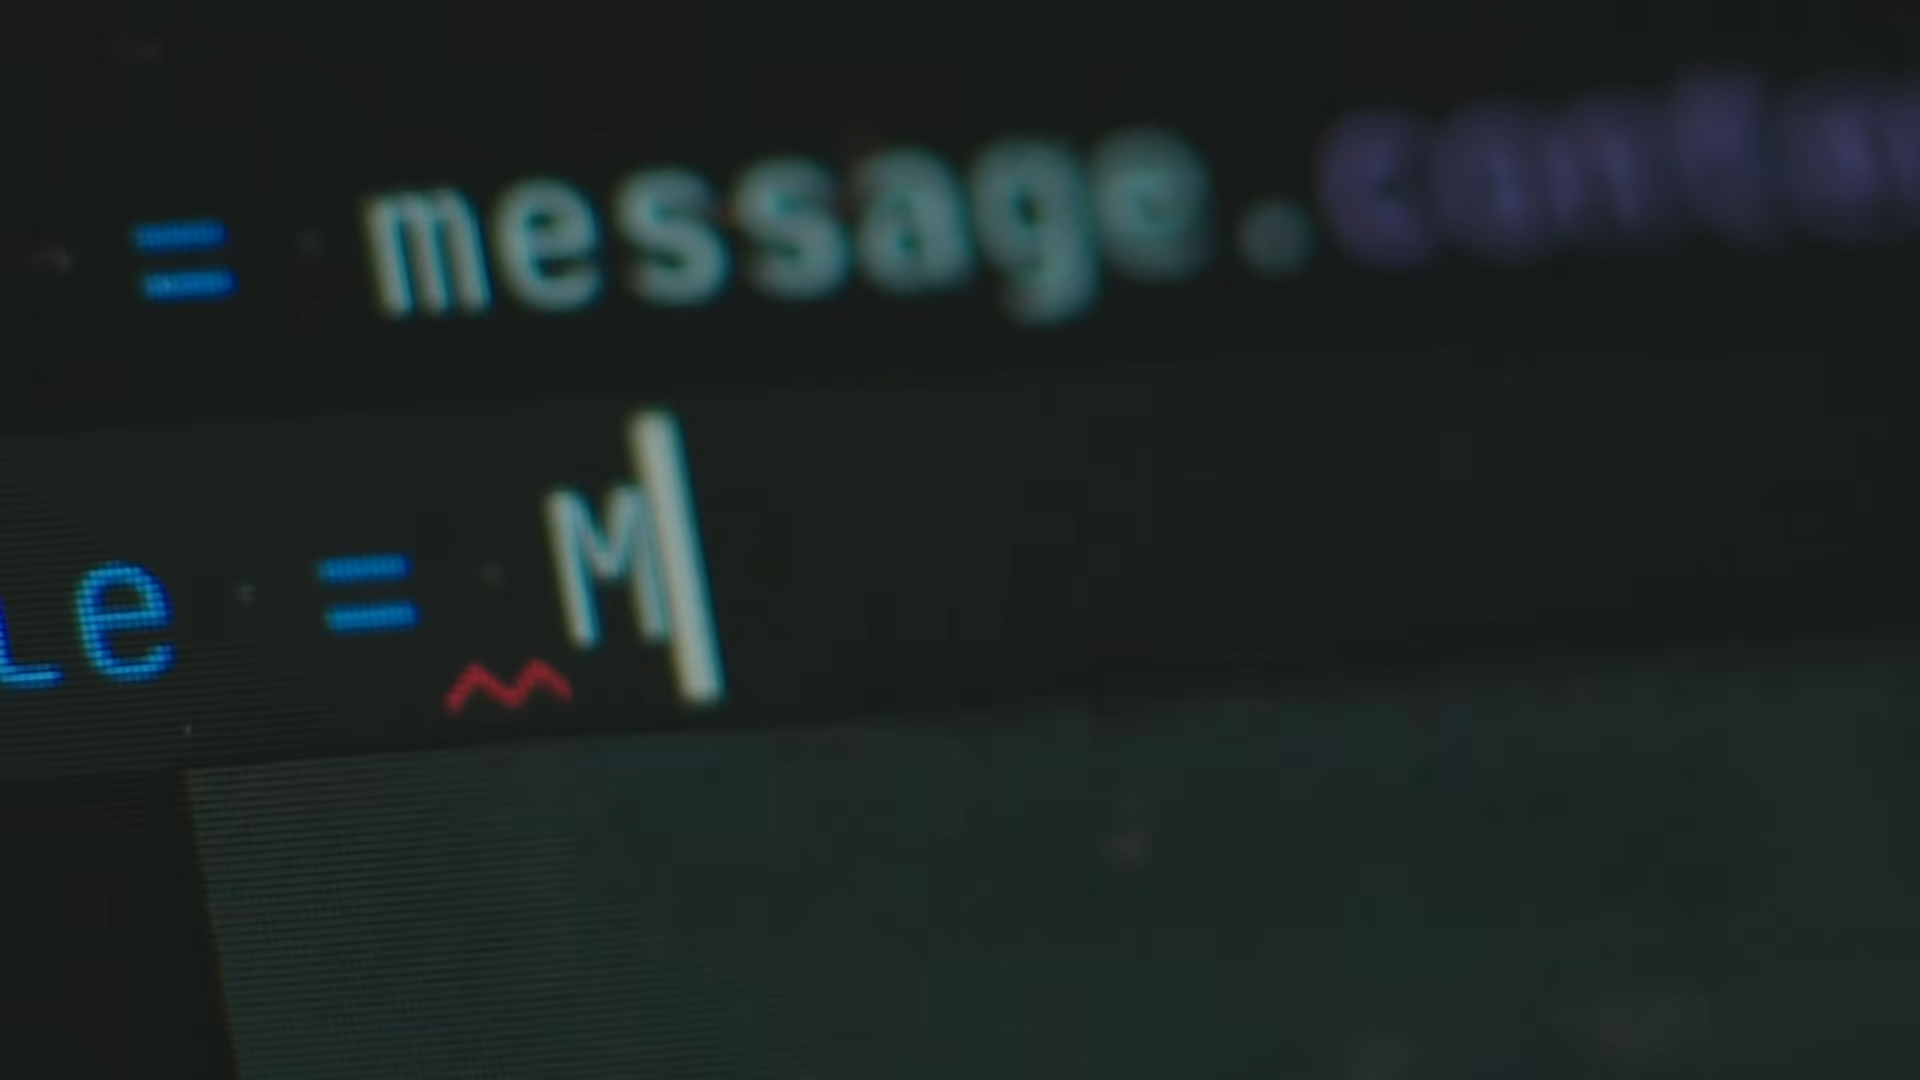 = message.
le = M